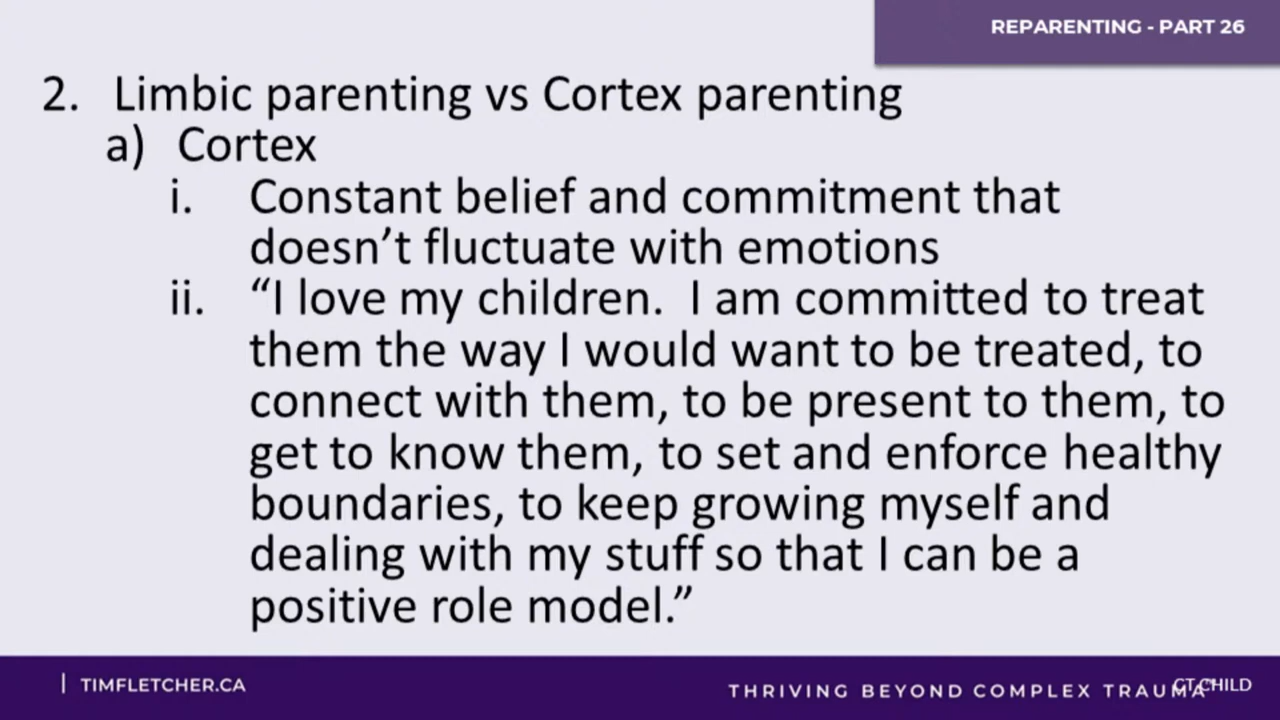 REPARENTING - PART 26
2. Limbic parenting vs Cortex parenting
a) Cortex
i. Constant belief and commitment that
doesn’t fluctuate with emotions
ii. “I love my children.  I am committed to treat
them the way I would want to be treated, to
connect with them, to be present to them, to
get to know them, to set and enforce healthy
boundaries, to keep growing myself and
dealing with my stuff so that I can be a
positive role model.”
| TIMFLETCHER.CA
THRIVING BEYOND COMPLEX TRAUMA
CT CHILD